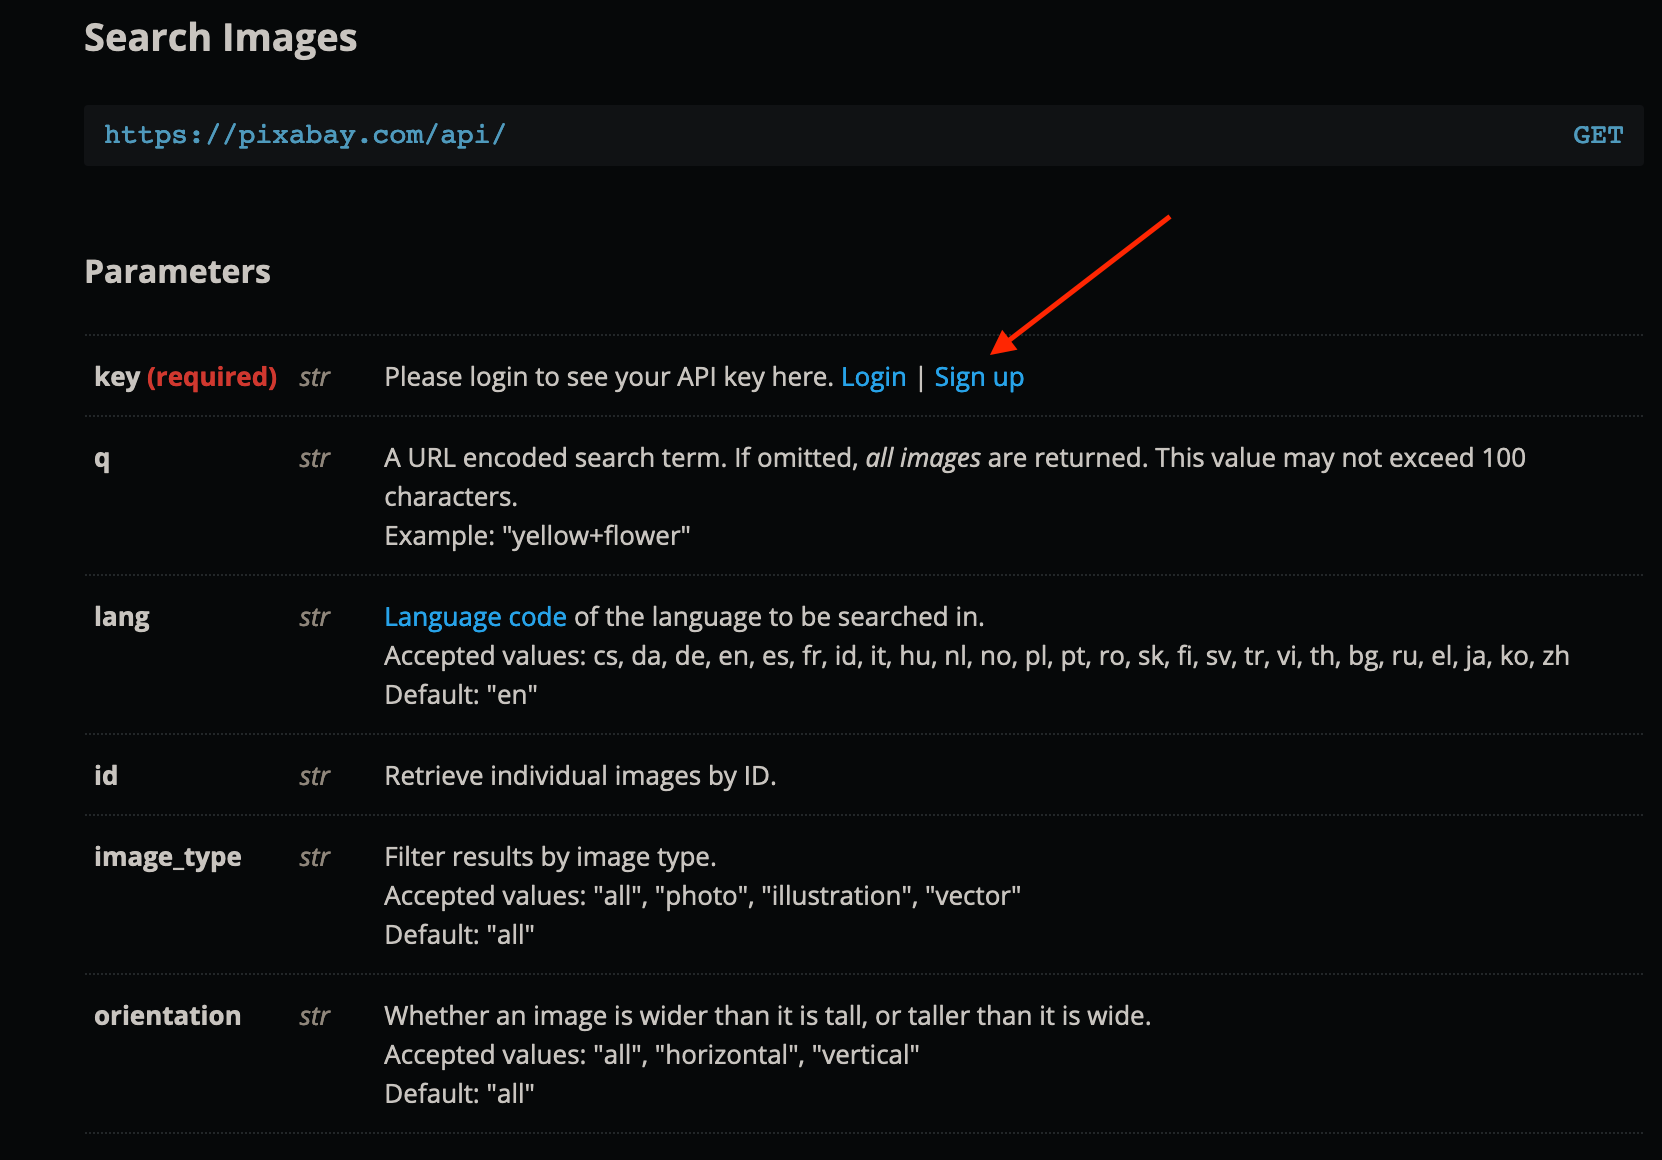 Search Images
https://pixabay.com/api/ GET
Parameters
key (required) str Please login to see your API key here. Login | Sign up
q str A URL encoded search term. If omitted, all images are returned. This value may not exceed 100
characters.
Example: "yellow+flower"
lang str Language code of the language to be searched in.
Accepted values: cs, da, de, en, es, fr, id, it, hu, nl, no, pl, pt, ro, sk, fi, sv, tr, vi, th, bg, ru, el, ja, ko, zh
Default: "en"
id str Retrieve individual images by ID.
image_type str Filter results by image type.
Accepted values: "all", "photo", "illustration", "vector"
Default: "all"
orientation str Whether an image is wider than it is tall, or taller than it is wide.
Accepted values: "all", "horizontal", "vertical"
Default: "all"